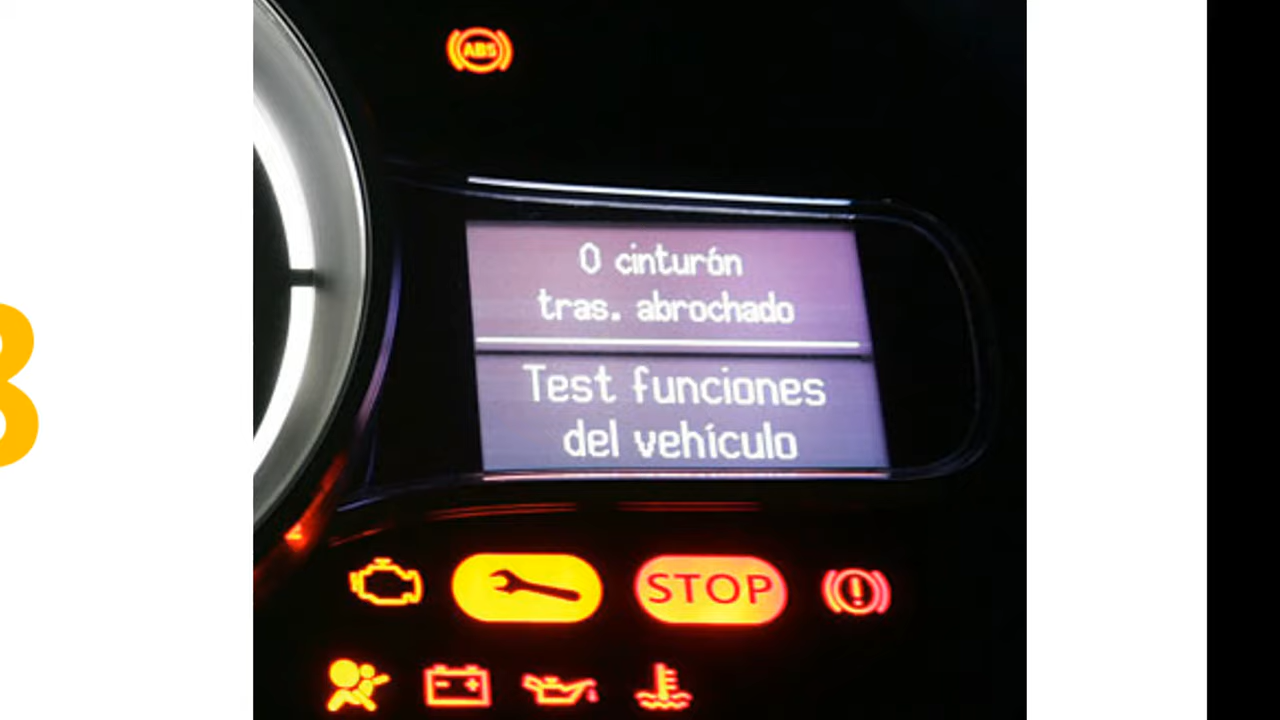 ABS
0 cinturón
tras. abrochado
Test funciones
del vehículo
STOP